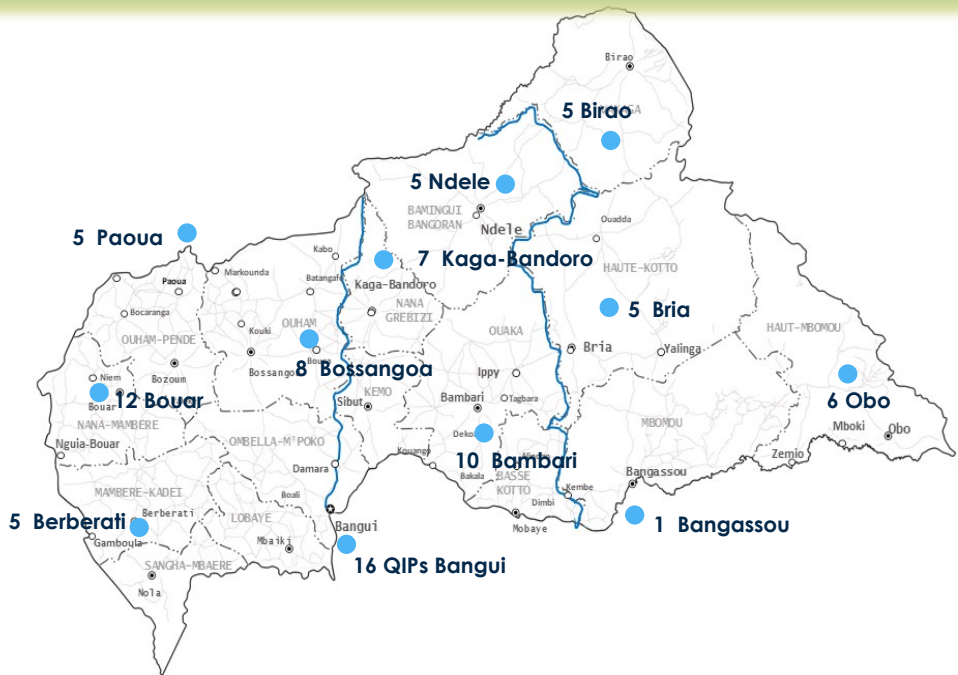 Birao
5 Birao
5 Ndele
BAMINGUI
BANGORAN
Ndele
Ouadda
5 Paoua
Kabo
7 Kaga-Bandoro
HAUTE-KOTTO
Markounda
Paoua
Batangafo
Kaga-Bandoro
NANA
GREBIZI
5 Bria
Bocaranga
Kouki
OUHAM
OUAKA
HAUT-MBOMOU
OUHAM-PENDE
Bria
Yalinga
Bozoum
8 Bossangoa
KEMO
Ippy
Niem
12 Bouar
Bouar
Sibut
Bambari
Tagbara
6 Obo
NANA-MAMBERE
MBOMOU
Mboki
Obo
Nguia-Bouar
OMBELLA-M'POKO
Kouango
10 Bambari
Zemio
Damara
Bakala
BASSE
KOTTO
Bangassou
MAMBERE-KADEI
Boali
Dimbi
Kembe
5 Berberati
Berberati
LOBAYE
Bangui
Mobaye
1 Bangassou
Gamboula
Mbaiki
16 QIPs Bangui
SANGHA-MBAERE
Nola